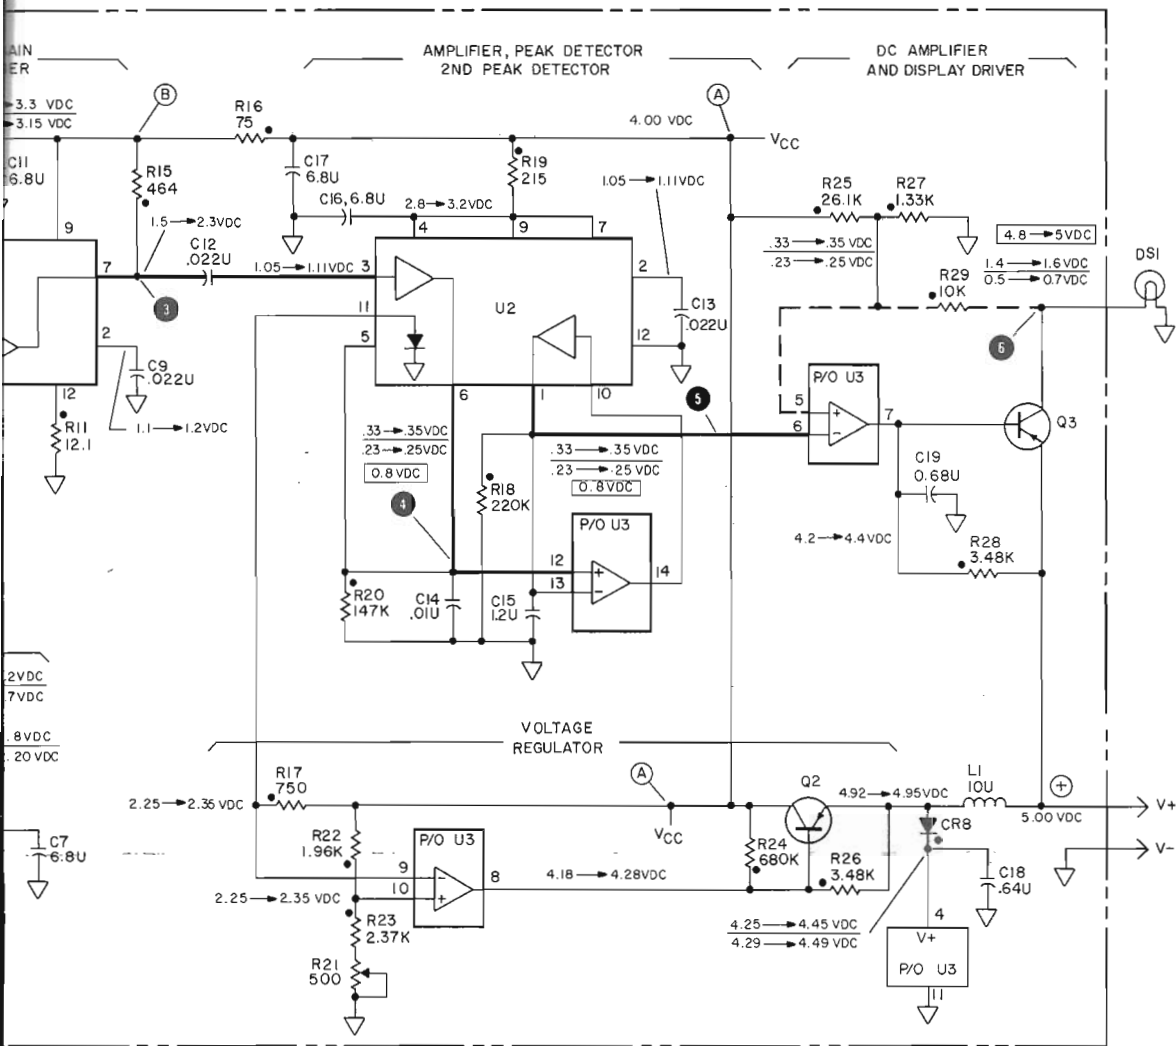 AIN
ER
AMPLIFIER, PEAK DETECTOR
2ND PEAK DETECTOR
DC AMPLIFIER
AND DISPLAY DRIVER
3.3 VDC
3.15 VDC
B
R16
75
A
4.00 VDC
VCC
C11
6.8U
R15
464
C17
6.8U
R19
215
C16, 6.8U
1.05→1.11VDC
R25
26.1K
R27
1.33K
1.5→2.3VDC
2.8→3.2VDC
9
4
9
7
4.8→5VDC
.33→.35 VDC
.23→.25 VDC
C12
.022U
1.05→1.11VDC
3
7
2
R29
10K
1.4→1.6VDC
0.5→0.7VDC
DS1
3
11
U2
C13
.022U
2
5
12
6
C9
.022U
P/O U3
12
6
1
10
5
5
+
6
−
7
Q3
R11
12.1
1.1→1.2VDC
.33→.35VDC
.23→.25VDC
0.8VDC
.33→.35VDC
.23→.25 VDC
0.8VDC
C19
0.68U
R18
220K
4
P/O U3
4.2→4.4VDC
R28
3.48K
12
+
14
13
−
R20
147K
C14
.01U
C15
1.2U
.2VDC
.7VDC
.8VDC
.20 VDC
VOLTAGE
REGULATOR
R17
750
A
Q2
L1
10U
+
2.25→2.35 VDC
4.92→4.95VDC
5.00 VDC
V+
VCC
CR8
C7
6.8U
R22
1.96K
P/O U3
R24
680K
R26
3.48K
V-
9
−
8
4.18→4.28VDC
10
+
C18
.64U
2.25→2.35 VDC
R23
2.37K
4.25→4.45 VDC
4.29→4.49 VDC
4
V+
P/O U3
11
R21
500